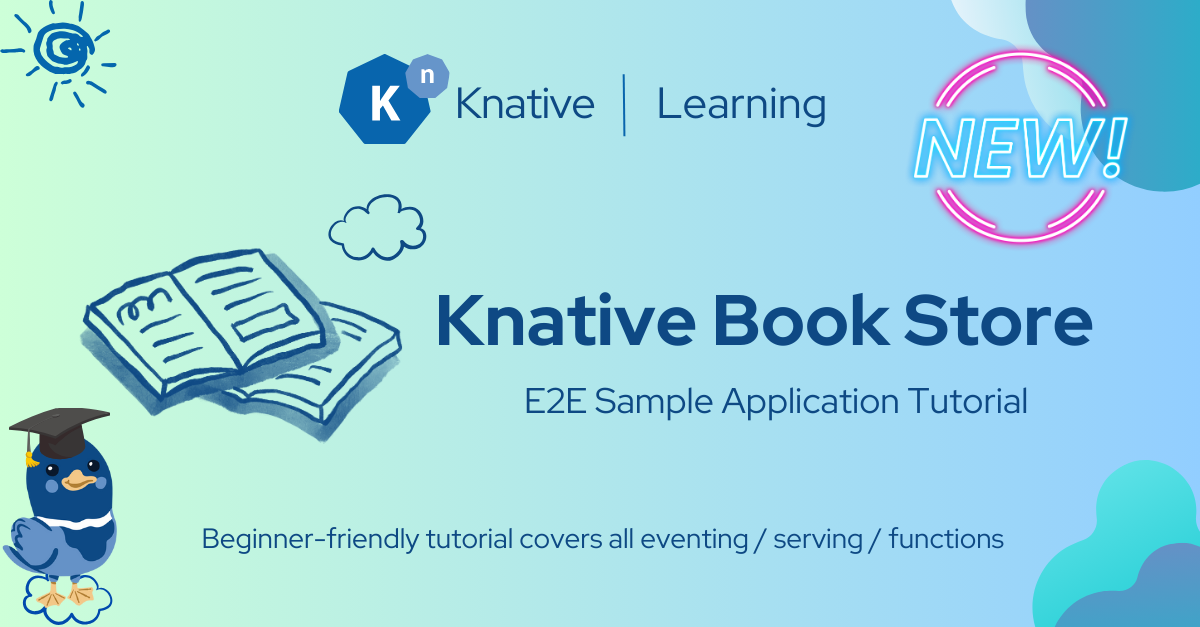 K n Knative | Learning
NEW!
Knative Book Store
E2E Sample Application Tutorial
Beginner-friendly tutorial covers all eventing / serving / functions